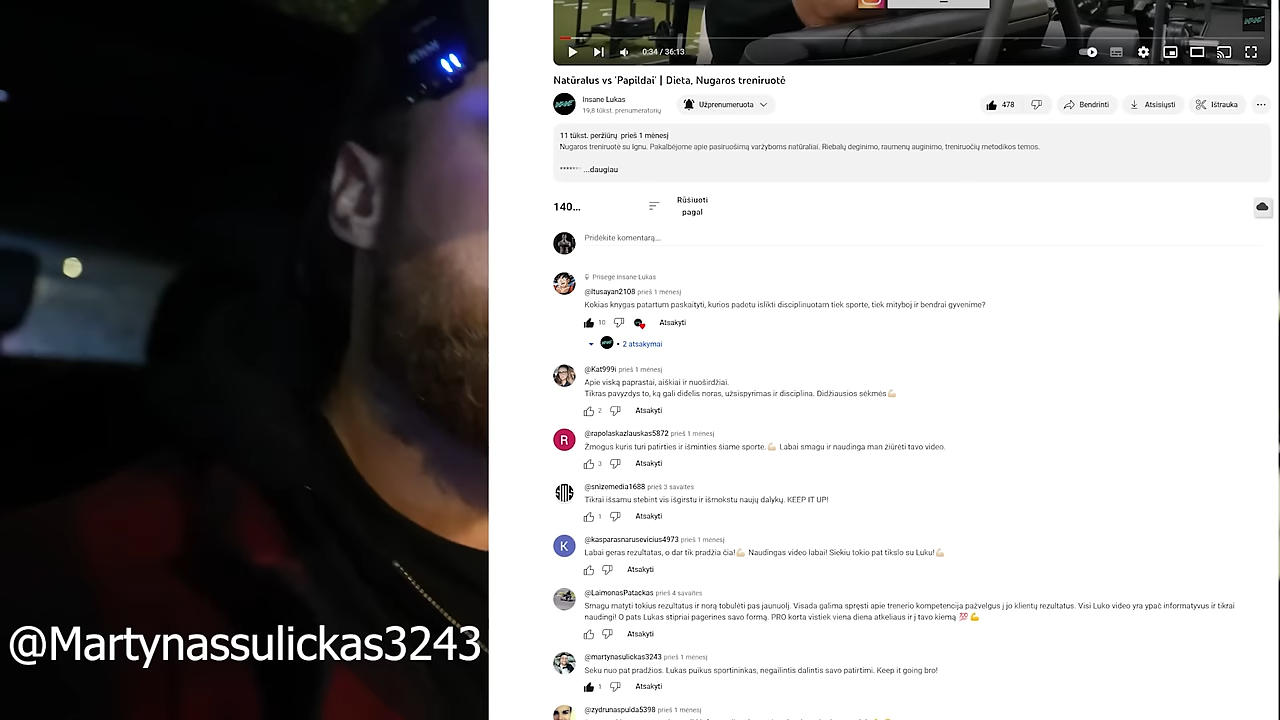 0:34 / 36:13
Natūralus vs 'Papildai' | Dieta, Nugaros treniruotė
Insane Lukas
19,8 tūkst. prenumeratorių
Užprenumeruota
478
Bendrinti
Atsisiųsti
Ištrauka
11 tūkst. peržiūrų prieš 1 mėnesį
Nugaros treniruotė su Ignu. Pakalbėjome apie pasiruošimą varžyboms natūraliai. Riebalų deginimo, raumenų auginimo, treniruočių metodikos temos.
...daugiau
140...
Rūšiuoti
pagal
Pridėkite komentarą...
Prisegė Insane Lukas
@itusayan2108 prieš 1 mėnesį
Kokias knygas patartum paskaityti, kurios padėtu islikti disciplinuotam tiek sporte, tiek mityboj ir bendrai gyvenime?
10
Atsakyti
2 atsakymai
@Kat999i prieš 1 mėnesį
Apie viską paprastai, aiškiai ir nuoširdžiai.
Tikras pavyzdys to, ką gali didelis noras, užsispyrimas ir disciplina. Didžiausios sėkmės💪🏻
2
Atsakyti
@rapolaskazlauskas5872 prieš 1 mėnesį
Žmogus kuris turi patirties ir išminties šiame sporte.💪🏻 Labai smagu ir naudinga man žiūrėti tavo video.
3
Atsakyti
@snizemedia1688 prieš 3 savaites
Tikrai išsamu stebint vis išgirstu ir išmokstu naujų dalykų. KEEP IT UP!
1
Atsakyti
@kasparasnarusevicius4973 prieš 1 mėnesį
Labai geras rezultatas, o dar tik pradžia čia!💪🏻 Naudingas video labai! Siekiu tokio pat tikslo su Luku!💪🏻
Atsakyti
@LaimonasPatackas prieš 4 savaites
Smagu matyti tokius rezultatus ir norą tobulėti pas jaunuolį. Visada galima spręsti apie trenerio kompetencija pažvelgus į jo klientų rezultatus. Visi Luko video yra ypač informatyvus ir tikrai
naudingi! O pats Lukas stipriai pagerines savo formą. PRO korta vistiek viena diena atkeliaus ir į tavo kiemą 💯💪
Atsakyti
@martynasulickas3243 prieš 1 mėnesį
Seku nuo pat pradžios. Lukas puikus sportininkas, negailintis dalintis savo patirtimi. Keep it going bro!
1
Atsakyti
@zydrunaspuida5398 prieš 1 mėnesį
@Martynassulickas3243